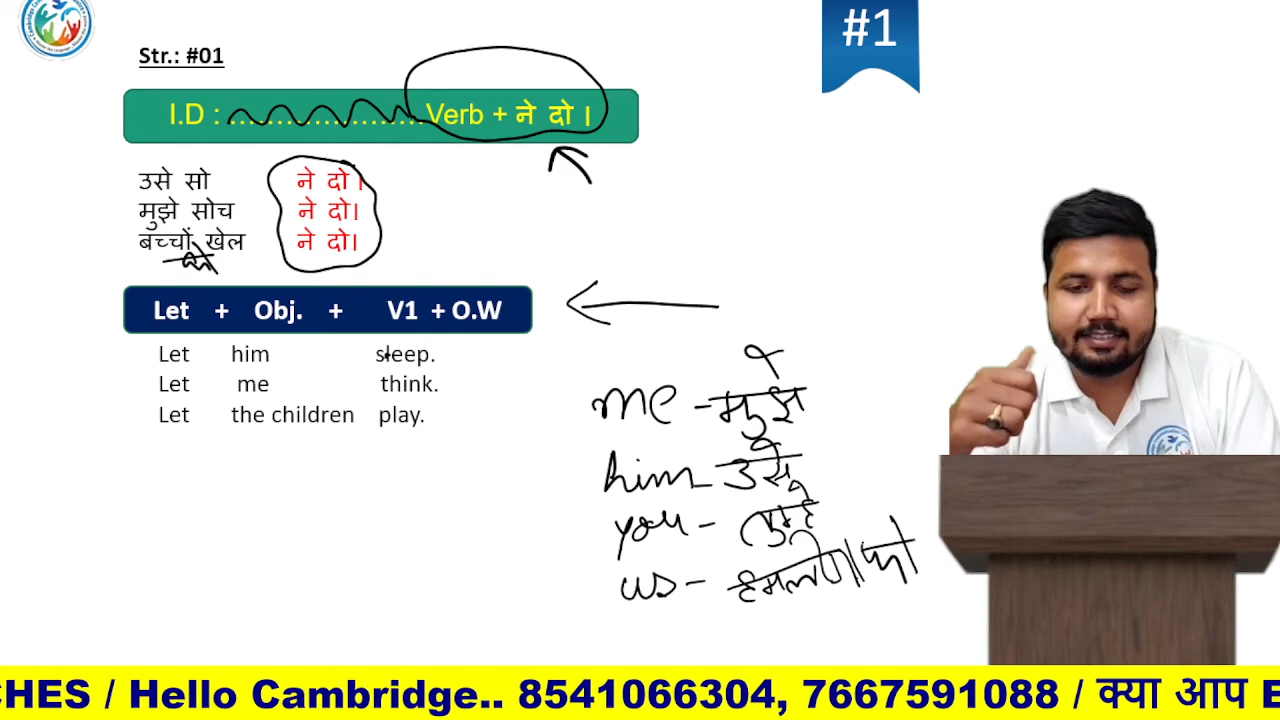 #1
Str.: #01
I.D : ......................Verb + ने दो ।
उसे सो ने दो ।
मुझे सोच ने दो।
बच्चों खेल ने दो।
को
Let + Obj. + V1 + O.W
Let him sleep.
Let me think.
Let the children play.
me - मुझे
him - उसे
you - तुम्हे
us - हमलोगो को
CHES / Hello Cambridge.. 8541066304, 7667591088 / क्या आप E